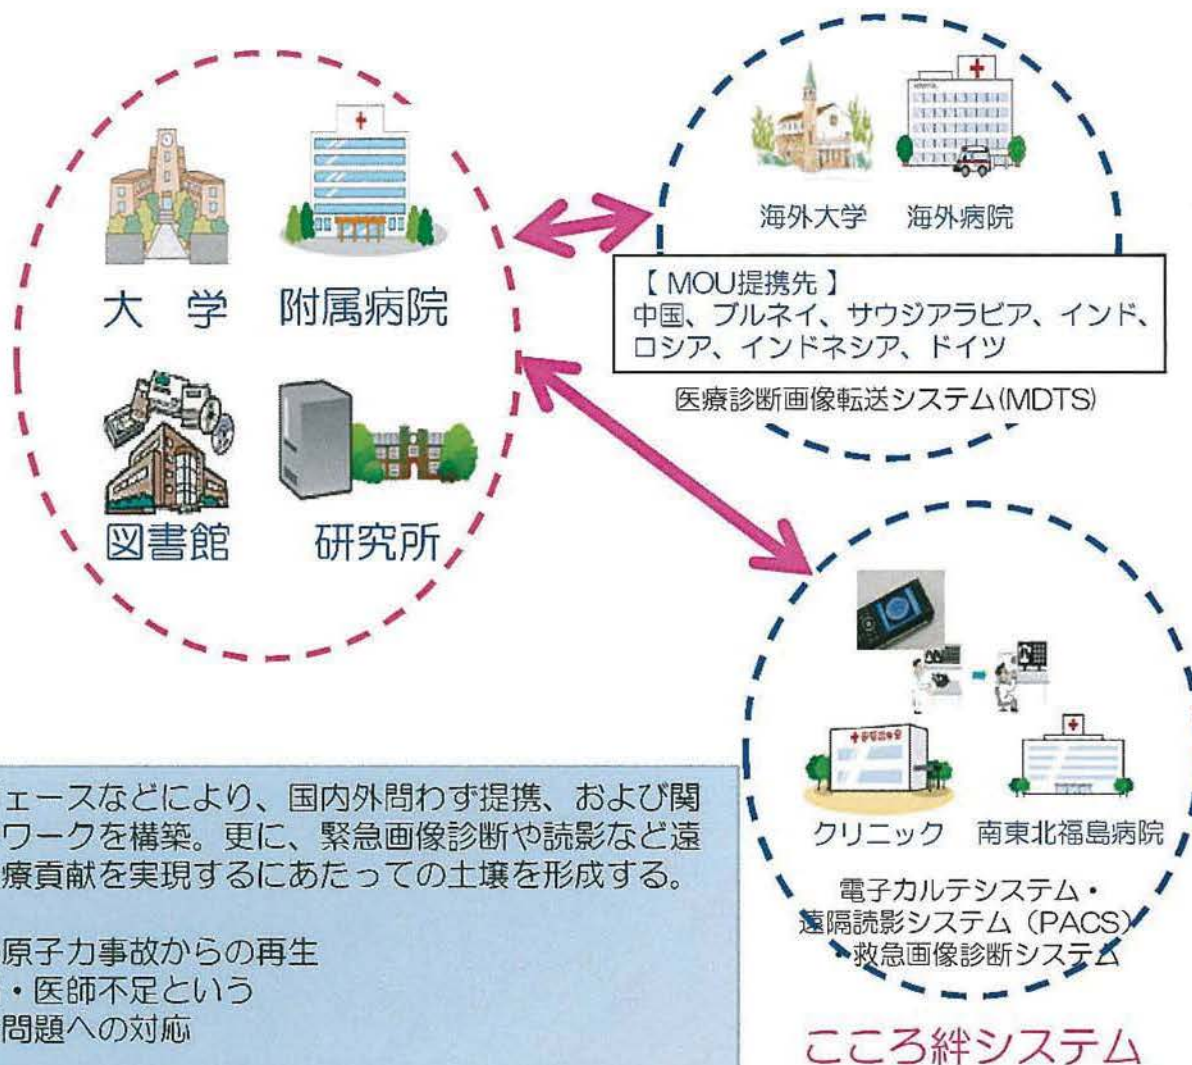 大　学
附属病院
図書館
研究所
海外大学
海外病院
【 MOU提携先 】
中国、ブルネイ、サウジアラビア、インド、
ロシア、インドネシア、ドイツ
医療診断画像転送システム(MDTS)
クリニック
南東北福島病院
電子カルテシステム・
遠隔読影システム（PACS）
・救急画像診断システム
こころ絆システム
ェースなどにより、国内外問わず提携、および関
ワークを構築。更に、緊急画像診断や読影など遠
療貢献を実現するにあたっての土壌を形成する。
原子力事故からの再生
・医師不足という
問題への対応